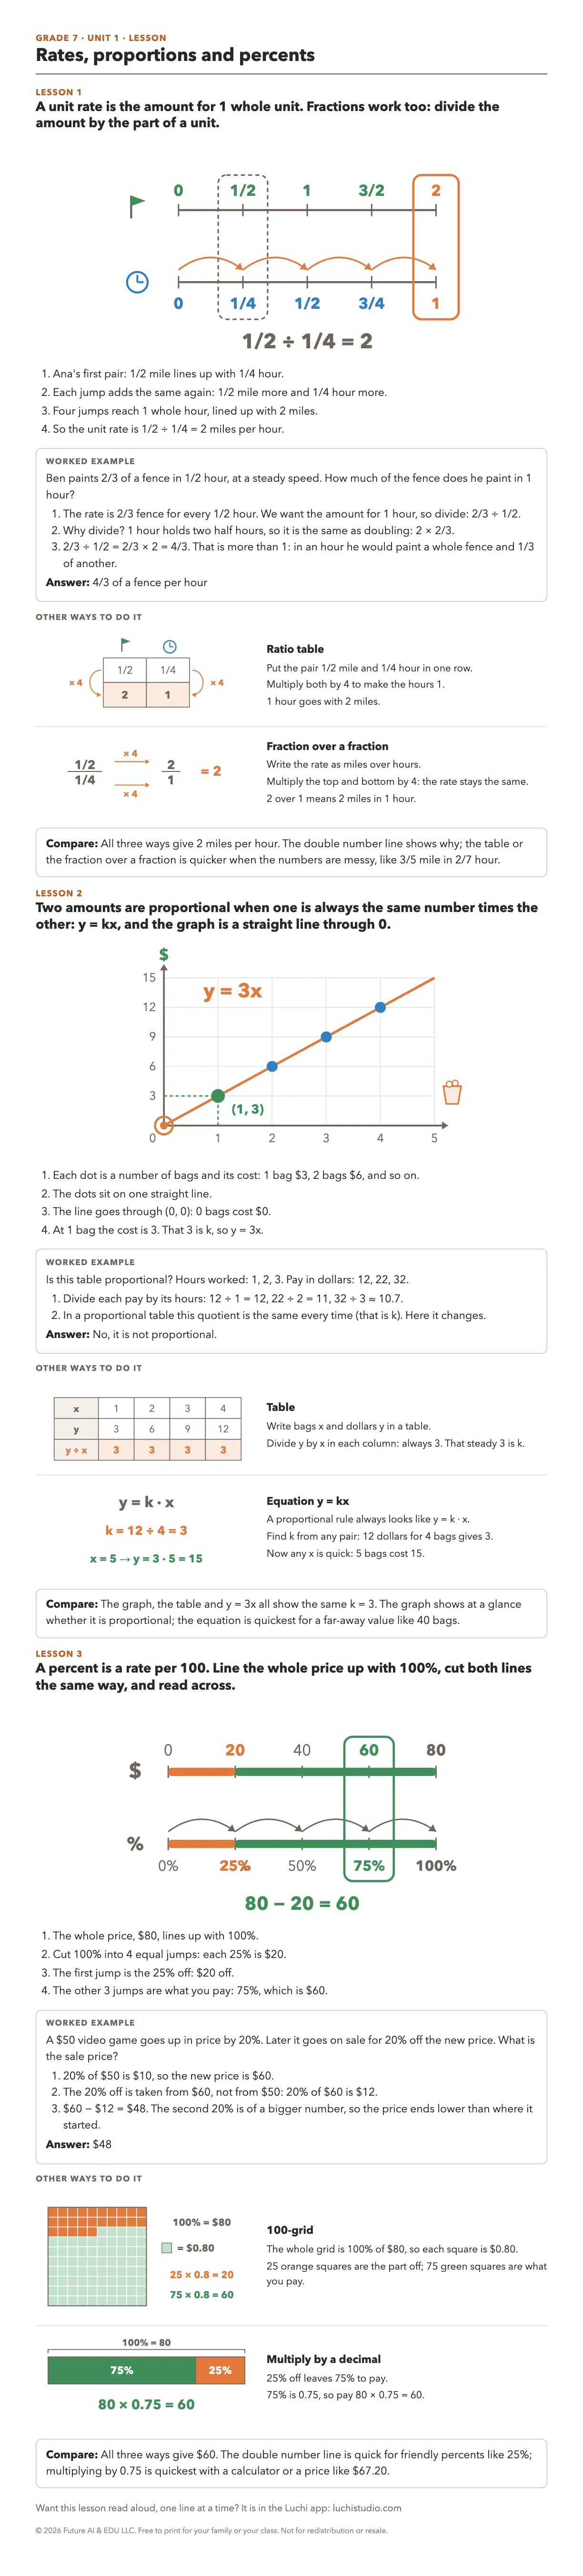 GRADE 7 · UNIT 1 · LESSON
Rates, proportions and percents
LESSON 1
A unit rate is the amount for 1 whole unit. Fractions work too: divide the
amount by the part of a unit.
0 1/2 1 3/2 2
0 1/4 1/2 3/4 1
1/2 ÷ 1/4 = 2
1. Ana's first pair: 1/2 mile lines up with 1/4 hour.
2. Each jump adds the same again: 1/2 mile more and 1/4 hour more.
3. Four jumps reach 1 whole hour, lined up with 2 miles.
4. So the unit rate is 1/2 ÷ 1/4 = 2 miles per hour.
WORKED EXAMPLE
Ben paints 2/3 of a fence in 1/2 hour, at a steady speed. How much of the fence does he paint in 1
hour?
1. The rate is 2/3 fence for every 1/2 hour. We want the amount for 1 hour, so divide: 2/3 ÷ 1/2.
2. Why divide? 1 hour holds two half hours, so it is the same as doubling: 2 × 2/3.
3. 2/3 ÷ 1/2 = 2/3 × 2 = 4/3. That is more than 1: in an hour he would paint a whole fence and 1/3
of another.
Answer: 4/3 of a fence per hour
OTHER WAYS TO DO IT
1/2 1/4
× 4 × 4
2 1
Ratio table
Put the pair 1/2 mile and 1/4 hour in one row.
Multiply both by 4 to make the hours 1.
1 hour goes with 2 miles.
× 4
1/2 2
1/4 1
= 2
× 4
Fraction over a fraction
Write the rate as miles over hours.
Multiply the top and bottom by 4: the rate stays the same.
2 over 1 means 2 miles in 1 hour.
Compare: All three ways give 2 miles per hour. The double number line shows why; the table or
the fraction over a fraction is quicker when the numbers are messy, like 3/5 mile in 2/7 hour.
LESSON 2
Two amounts are proportional when one is always the same number times the
other: y = kx, and the graph is a straight line through 0.
$
15
y = 3x
12
9
6
3
(1, 3)
0 1 2 3 4 5
1. Each dot is a number of bags and its cost: 1 bag $3, 2 bags $6, and so on.
2. The dots sit on one straight line.
3. The line goes through (0, 0): 0 bags cost $0.
4. At 1 bag the cost is 3. That 3 is k, so y = 3x.
WORKED EXAMPLE
Is this table proportional? Hours worked: 1, 2, 3. Pay in dollars: 12, 22, 32.
1. Divide each pay by its hours: 12 ÷ 1 = 12, 22 ÷ 2 = 11, 32 ÷ 3 ≈ 10.7.
2. In a proportional table this quotient is the same every time (that is k). Here it changes.
Answer: No, it is not proportional.
OTHER WAYS TO DO IT
x 1 2 3 4
y 3 6 9 12
y ÷ x 3 3 3 3
Table
Write bags x and dollars y in a table.
Divide y by x in each column: always 3. That steady 3 is k.
y = k · x
k = 12 ÷ 4 = 3
x = 5 → y = 3 · 5 = 15
Equation y = kx
A proportional rule always looks like y = k · x.
Find k from any pair: 12 dollars for 4 bags gives 3.
Now any x is quick: 5 bags cost 15.
Compare: The graph, the table and y = 3x all show the same k = 3. The graph shows at a glance
whether it is proportional; the equation is quickest for a far-away value like 40 bags.
LESSON 3
A percent is a rate per 100. Line the whole price up with 100%, cut both lines
the same way, and read across.
0 20 40 60 80
$
%
0% 25% 50% 75% 100%
80 − 20 = 60
1. The whole price, $80, lines up with 100%.
2. Cut 100% into 4 equal jumps: each 25% is $20.
3. The first jump is the 25% off: $20 off.
4. The other 3 jumps are what you pay: 75%, which is $60.
WORKED EXAMPLE
A $50 video game goes up in price by 20%. Later it goes on sale for 20% off the new price. What is
the sale price?
1. 20% of $50 is $10, so the new price is $60.
2. The 20% off is taken from $60, not from $50: 20% of $60 is $12.
3. $60 − $12 = $48. The second 20% is of a bigger number, so the price ends lower than where it
started.
Answer: $48
OTHER WAYS TO DO IT
100% = $80
= $0.80
25 × 0.8 = 20
75 × 0.8 = 60
100-grid
The whole grid is 100% of $80, so each square is $0.80.
25 orange squares are the part off; 75 green squares are what
you pay.
100% = 80
75% 25%
80 × 0.75 = 60
Multiply by a decimal
25% off leaves 75% to pay.
75% is 0.75, so pay 80 × 0.75 = 60.
Compare: All three ways give $60. The double number line is quick for friendly percents like 25%;
multiplying by 0.75 is quickest with a calculator or a price like $67.20.
Want this lesson read aloud, one line at a time? It is in the Luchi app: luchistudio.com
© 2026 Future AI & EDU LLC. Free to print for your family or your class. Not for redistribution or resale.